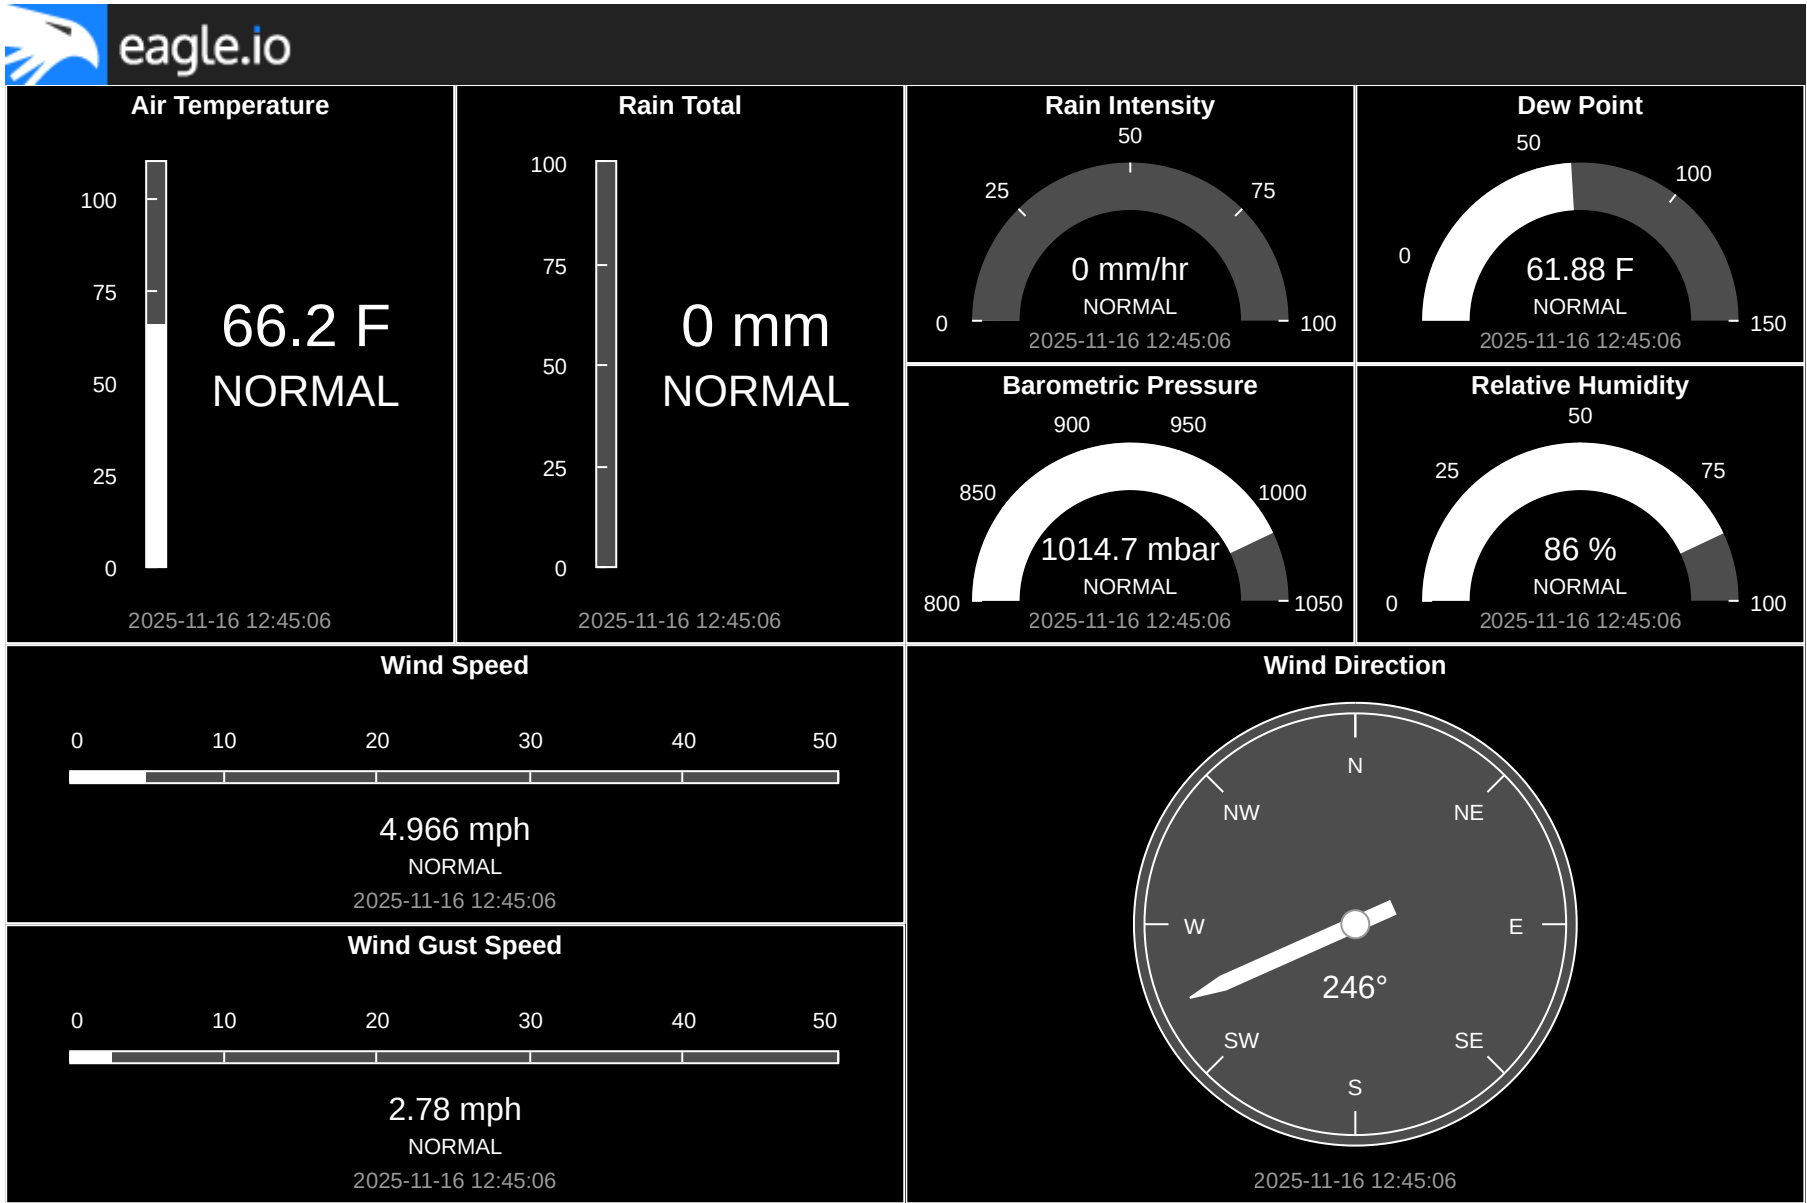 eagle.io
Air Temperature
100
75
50
25
0
66.2 F
NORMAL
2025-11-16 12:45:06
Rain Total
100
75
50
25
0
0 mm
NORMAL
2025-11-16 12:45:06
Rain Intensity
50
25
75
0
100
0 mm/hr
NORMAL
2025-11-16 12:45:06
Dew Point
50
100
0
150
61.88 F
NORMAL
2025-11-16 12:45:06
Barometric Pressure
900
950
850
1000
800
1050
1014.7 mbar
NORMAL
2025-11-16 12:45:06
Relative Humidity
50
25
75
0
100
86 %
NORMAL
2025-11-16 12:45:06
Wind Speed
0 10 20 30 40 50
4.966 mph
NORMAL
2025-11-16 12:45:06
Wind Gust Speed
0 10 20 30 40 50
2.78 mph
NORMAL
2025-11-16 12:45:06
Wind Direction
N
NW NE
W E
246°
SW SE
S
2025-11-16 12:45:06